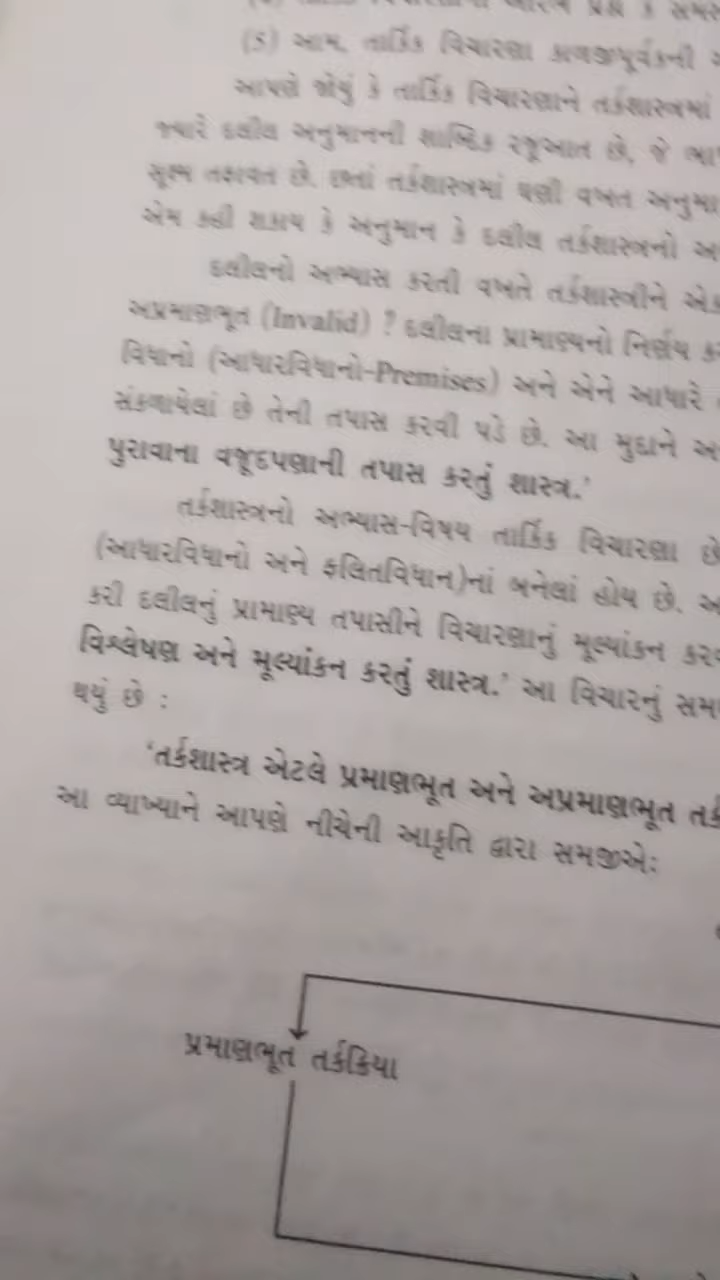 (5) આમ, તાર્કિક વિચારણા કાળજીપૂર્વકની
આપણે જોયું કે તાર્કિક વિચારણાને તર્કશાસ્ત્રમાં
જ્યારે દલીલ અનુમાનની શાબ્દિક રજૂઆત છે, જે
સૂક્ષ્મ તફાવત છે. છતાં તર્કશાસ્ત્રમાં ઘણી વખત
એમ કહી શકાય કે અનુમાન કે દલીલ તર્કશાસ્ત્રનો
દલીલનો અભ્યાસ કરતી વખતે તર્કશાસ્ત્રીને
અપ્રમાણભૂત (Invalid) ? દલીલના પ્રામાણ્યનો નિર્ણય
વિધાનો (આધારવિધાનો-Premises) અને એને આધારે
સંકળાયેલાં છે તેની તપાસ કરવી પડે છે. આ મુદ્દાને
પુરાવાના વજૂદપણાની તપાસ કરતું શાસ્ત્ર.’
તર્કશાસ્ત્રનો અભ્યાસ-વિષય તાર્કિક વિચારણા છે
(આધારવિધાનો અને ફલિતવિધાન)નાં બનેલાં હોય છે.
કરી દલીલનું પ્રામાણ્ય તપાસીને વિચારણાનું મૂલ્યાંકન
વિશ્લેષણ અને મૂલ્યાંકન કરતું શાસ્ત્ર.’ આ વિચારનું
થયું છે :
‘તર્કશાસ્ત્ર એટલે પ્રમાણભૂત અને અપ્રમાણભૂત
આ વ્યાખ્યાને આપણે નીચેની આકૃતિ દ્વારા સમજીએઃ
પ્રમાણભૂત તર્કક્રિયા